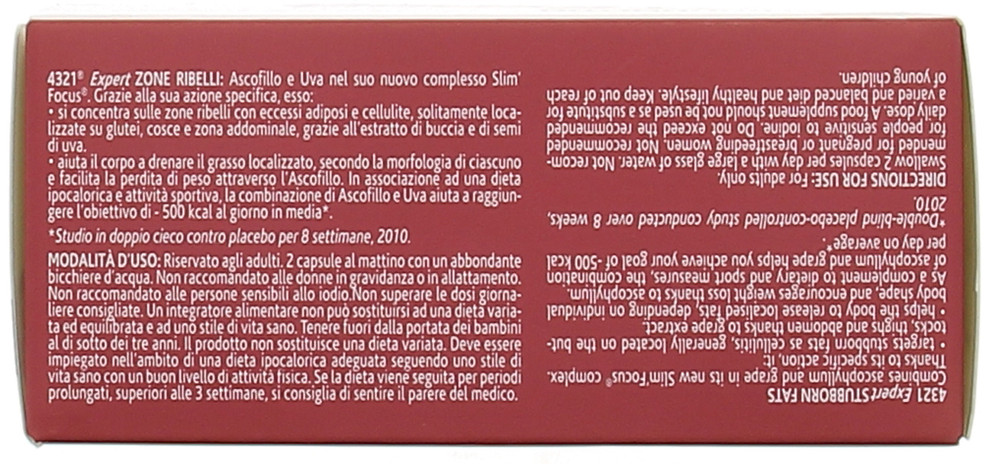 4321® Expert ZONE RIBELLI: Ascofillo e Uva nel suo nuovo complesso Slim'
Focus®. Grazie alla sua azione specifica, esso:
• si concentra sulle zone ribelli con eccessi adiposi e cellulite, solitamente loca-
lizzate su glutei, cosce e zona addominale, grazie all'estratto di buccia e di semi
di uva.
• aiuta il corpo a drenare il grasso localizzato, secondo la morfologia di ciascuno
e facilita la perdita di peso attraverso l'Ascofillo. In associazione ad una dieta
ipocalorica e attività sportiva, la combinazione di Ascofillo e Uva aiuta a raggiun-
gere l'obiettivo di - 500 kcal al giorno in media*.
*Studio in doppio cieco contro placebo per 8 settimane, 2010.
MODALITÀ D'USO: Riservato agli adulti. 2 capsule al mattino con un abbondante
bicchiere d'acqua. Non raccomandato alle donne in gravidanza o in allattamento.
Non raccomandato alle persone sensibili allo iodio.Non superare le dosi giorna-
liere consigliate. Un integratore alimentare non può sostituirsi ad una dieta varia-
ta ed equilibrata e ad uno stile di vita sano. Tenere fuori dalla portata dei bambini
al di sotto dei tre anni. Il prodotto non sostituisce una dieta variata. Deve essere
impiegato nell'ambito di una dieta ipocalorica adeguata seguendo uno stile di
vita sano con un buon livello di attività fisica. Se la dieta viene seguita per periodi
prolungati, superiori alle 3 settimane, si consiglia di sentire il parere del medico.
4321 Expert STUBBORN FATS
Combines ascophyllum and grape in its new Slim'Focus® complex.
Thanks to its specific action, it:
• targets stubborn fats as cellulitis, generally located on the but-
tocks, thighs and abdomen thanks to grape extract.
• helps the body to release localised fats, depending on individual
body shape, and encourages weight loss thanks to ascophyllum.
As a complement to dietary and sport measures, the combination
of ascophyllum and grape helps you achieve your goal of -500 kcal
per day on average*.
*Double-blind placebo-controlled study conducted over 8 weeks,
2010.
DIRECTIONS FOR USE: For adults only.
Swallow 2 capsules per day with a large glass of water. Not recom-
mended for pregnant or breastfeeding women. Not recommended
for people sensitive to iodine. Do not exceed the recommended
daily dose. A food supplement should not be used as a substitute for
a varied and balanced diet and healthy lifestyle. Keep out of reach
of young children.